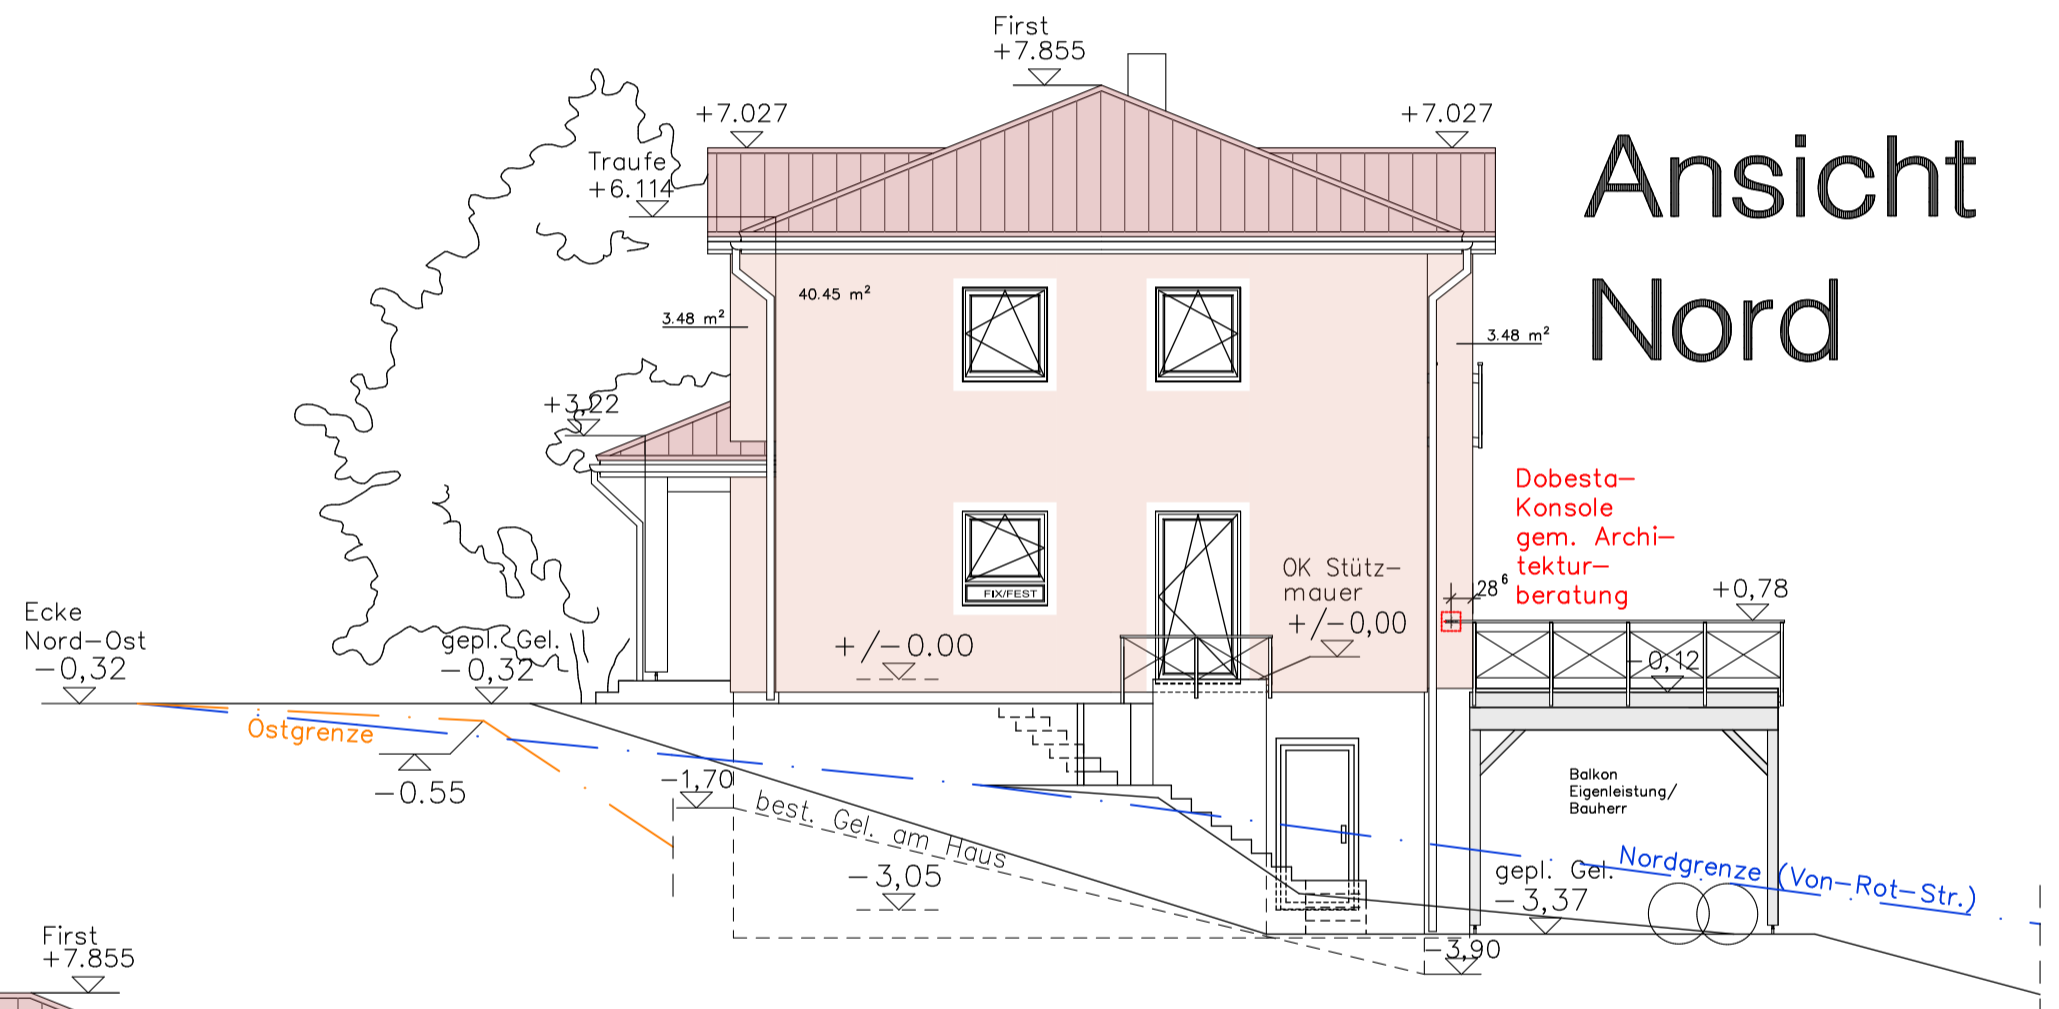 First
+7.855
+7.027
+7.027
Ansicht
Nord
Traufe
+6.114
40.45 m²
3.48 m²
3.48 m²
+3,22
Dobesta–
Konsole
gem. Archi–
tektur–
beratung
28⁶
+0,78
OK Stütz–
mauer
+/–0,00
FIX/FEST
Ecke
Nord–Ost
–0,32
gepl. Gel.
–0,32
+/–0.00
–0,12
Ostgrenze
–0.55
–1,70
best. Gel. am Haus
–3,05
Balkon
Eigenleistung/
Bauherr
Nordgrenze (Von–Rot–Str.)
gepl. Gel.
–3,37
–3,90
First
+7.855